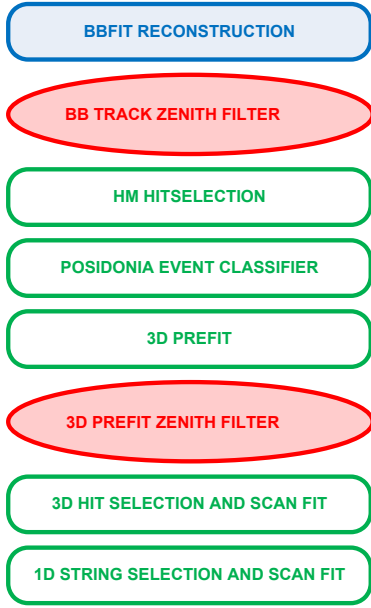 BBFIT RECONSTRUCTION
BB TRACK ZENITH FILTER
HM HITSELECTION
POSIDONIA EVENT CLASSIFIER
3D PREFIT
3D PREFIT ZENITH FILTER
3D HIT SELECTION AND SCAN FIT
1D STRING SELECTION AND SCAN FIT